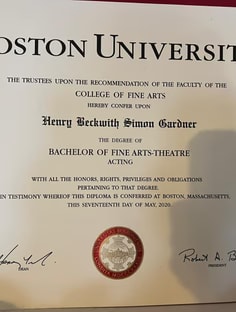 OSTON UNIVERSIT
THE TRUSTEES UPON THE RECOMMENDATION OF THE FACULTY OF THE
COLLEGE OF FINE ARTS
HEREBY CONFER UPON
Henry Beckwith Simon Gardner
THE DEGREE OF
BACHELOR OF FINE ARTS-THEATRE
ACTING
WITH ALL THE HONORS, RIGHTS, PRIVILEGES AND OBLIGATIONS
PERTAINING TO THAT DEGREE.
N TESTIMONY WHEREOF THIS DIPLOMA IS CONFERRED AT BOSTON, MASSACHUSETTS,
THIS SEVENTEENTH DAY OF MAY, 2020.
Robert A. B
DEAN
PRESIDENT